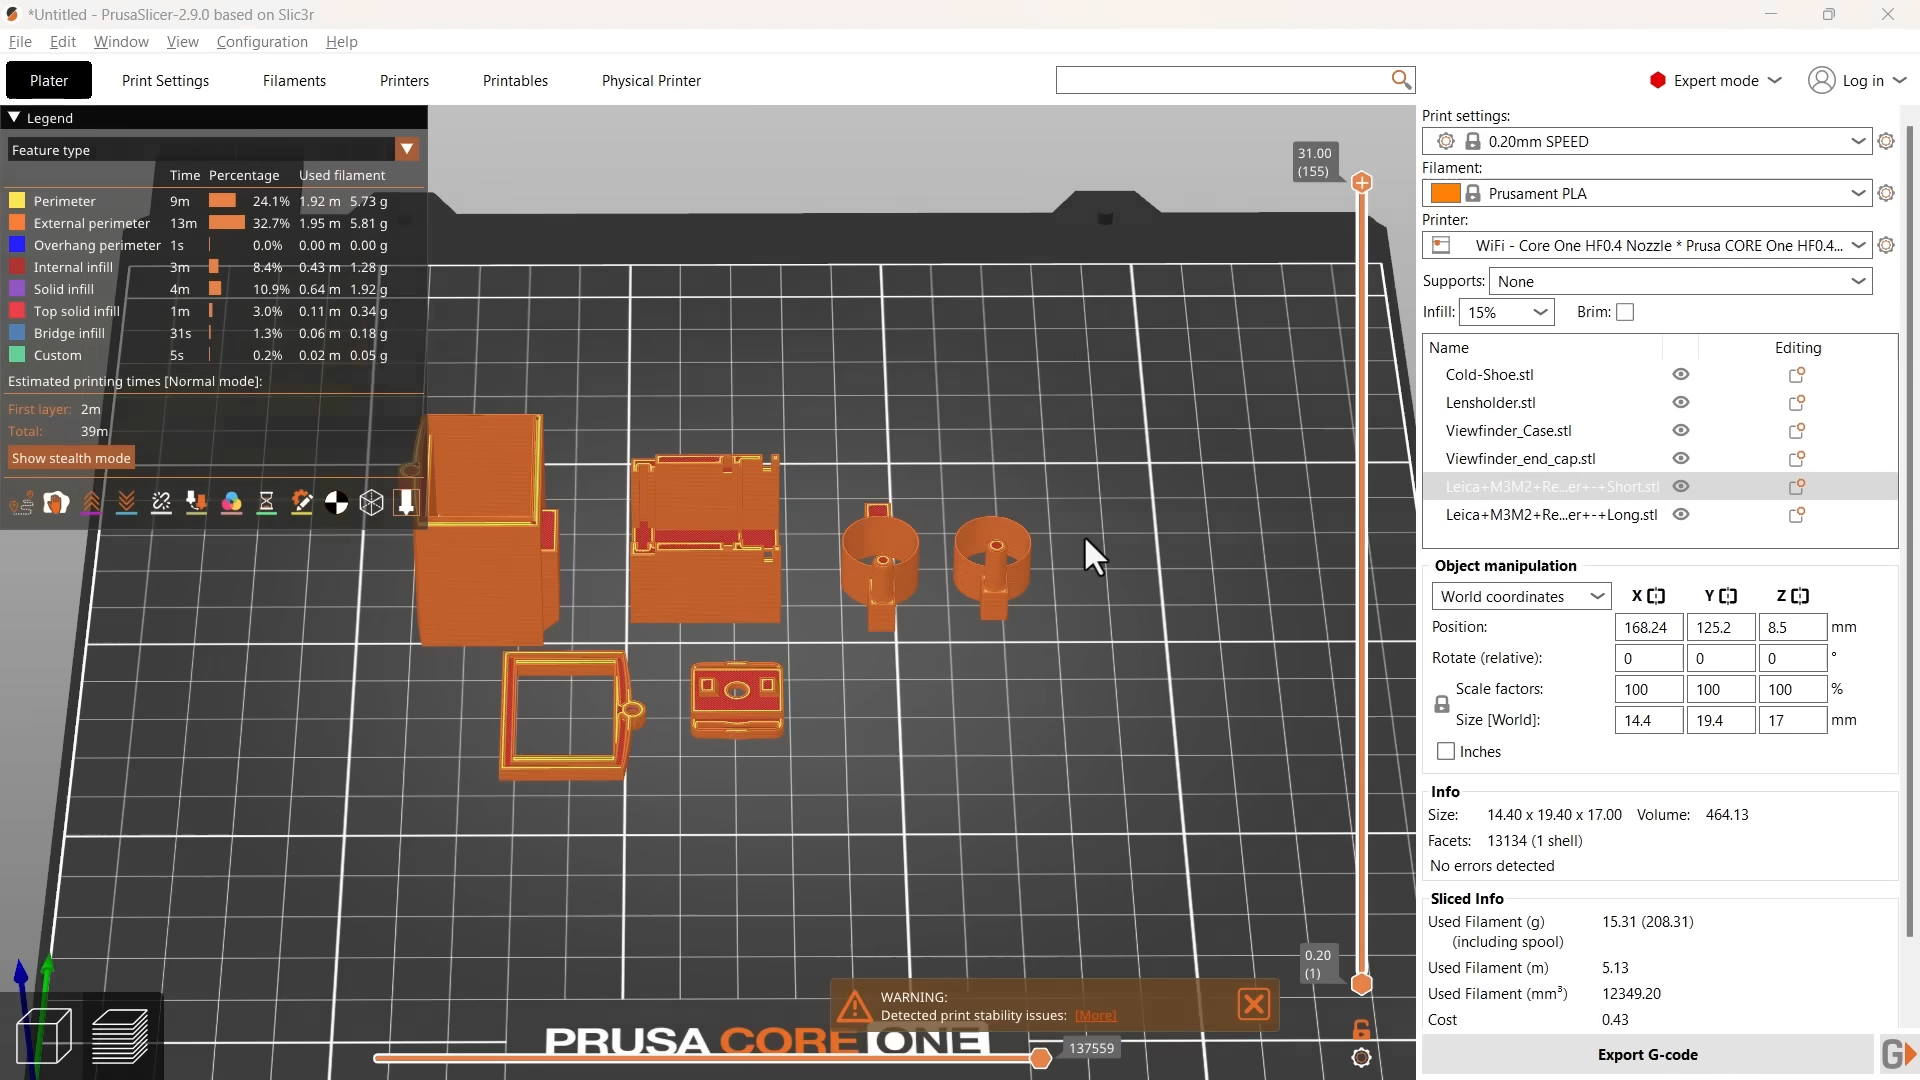 *Untitled - PrusaSlicer-2.9.0 based on Slic3r
File Edit Window View Configuration Help
Plater Print Settings Filaments Printers Printables Physical Printer Expert mode Log in
Legend
Feature type
Time Percentage Used filament
Perimeter 9m 24.1% 1.92 m 5.73 g
External perimeter 13m 32.7% 1.95 m 5.81 g
Overhang perimeter 1s 0.0% 0.00 m 0.00 g
Internal infill 3m 8.4% 0.43 m 1.28 g
Solid infill 4m 10.9% 0.64 m 1.92 g
Top solid infill 1m 3.0% 0.11 m 0.34 g
Bridge infill 31s 1.3% 0.06 m 0.18 g
Custom 5s 0.2% 0.02 m 0.05 g
Estimated printing times [Normal mode]:
First layer: 2m
Total: 39m
Show stealth mode
31.00
(155)
0.20
(1)
WARNING:
Detected print stability issues: [More]
PRUSA CORE ONE
137559
Print settings:
0.20mm SPEED
Filament:
Prusament PLA
Printer:
WiFi - Core One HF0.4 Nozzle * Prusa CORE One HF0.4...
Supports: None
Infill: 15% Brim:
Name Editing
Cold-Shoe.stl
Lensholder.stl
Viewfinder_Case.stl
Viewfinder_end_cap.stl
Leica+M3M2+Re...er+-+Short.stl
Leica+M3M2+Re...er+-+Long.stl
Object manipulation
World coordinates X Y Z
Position: 168.24 125.2 8.5 mm
Rotate (relative): 0 0 0 °
Scale factors: 100 100 100 %
Size [World]: 14.4 19.4 17 mm
Inches
Info
Size: 14.40 x 19.40 x 17.00 Volume: 464.13
Facets: 13134 (1 shell)
No errors detected
Sliced Info
Used Filament (g) 15.31 (208.31)
(including spool)
Used Filament (m) 5.13
Used Filament (mm³) 12349.20
Cost 0.43
Export G-code
G